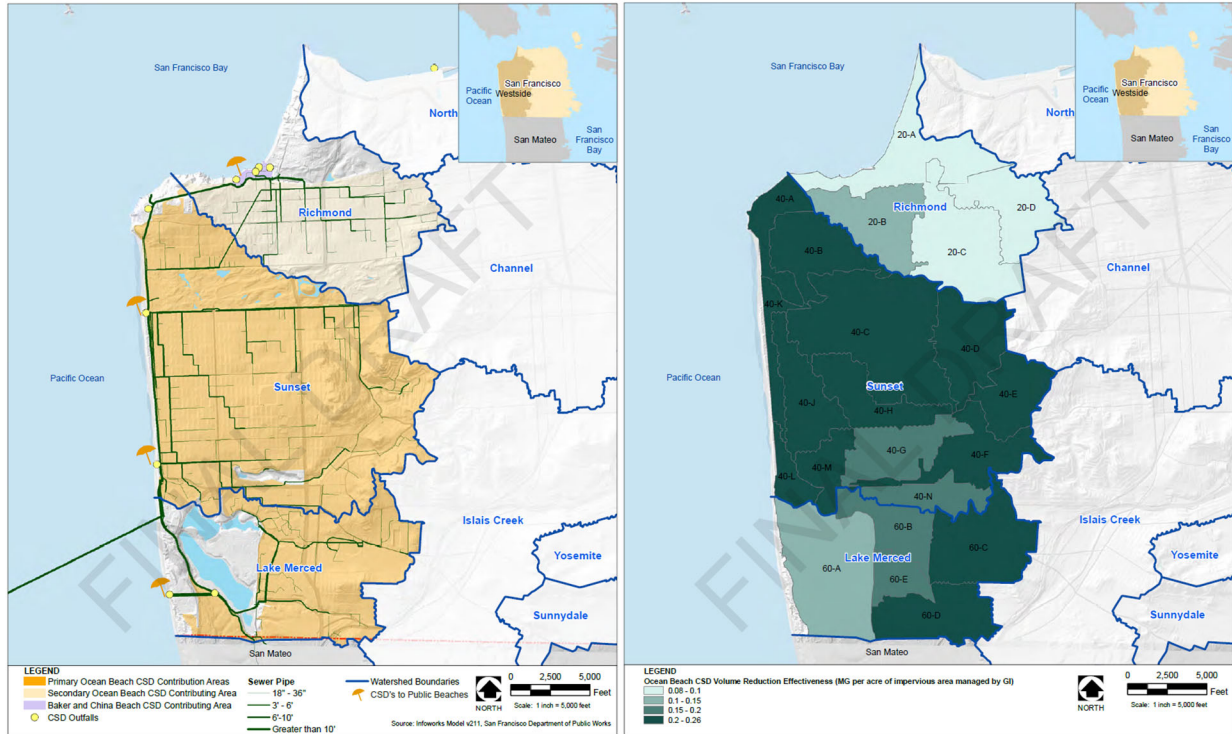 San Francisco Bay
San Francisco
Pacific
Ocean
Westside
San Mateo
San
Francisco
Bay
North
Richmond
Channel
Pacific Ocean
Sunset
Islais Creek
Lake Merced
Yosemite
Sunnydale
San Mateo
FINAL DRAFT
LEGEND
Primary Ocean Beach CSD Contribution Areas
Secondary Ocean Beach CSD Contributing Area
Baker and China Beach CSD Contributing Area
CSD Outfalls
Sewer Pipe
18" - 36"
3' - 6'
6'-10'
Greater than 10'
Watershed Boundaries
CSD's to Public Beaches
NORTH
0 2,500 5,000
Feet
Scale: 1 inch = 5,000 feet
Source: Infoworks Model v211, San Francisco Department of Public Works
San Francisco Bay
San Francisco
Pacific
Ocean
Westside
San Mateo
San
Francisco
Bay
North
20-A
40-A
Richmond
20-B
20-D
40-B
20-C
Channel
40-K
40-C
40-D
Pacific Ocean
Sunset
40-E
40-J
40-H
40-G
40-F
40-M
40-L
40-N
Islais Creek
60-B
60-C
Lake Merced
60-A
60-E
Yosemite
60-D
Sunnydale
San Mateo
FINAL DRAFT
LEGEND
Ocean Beach CSD Volume Reduction Effectiveness (MG per acre of impervious area managed by GI)
0.08 - 0.1
0.1 - 0.15
0.15 - 0.2
0.2 - 0.26
NORTH
0 2,500 5,000
Feet
Scale: 1 inch = 5,000 feet